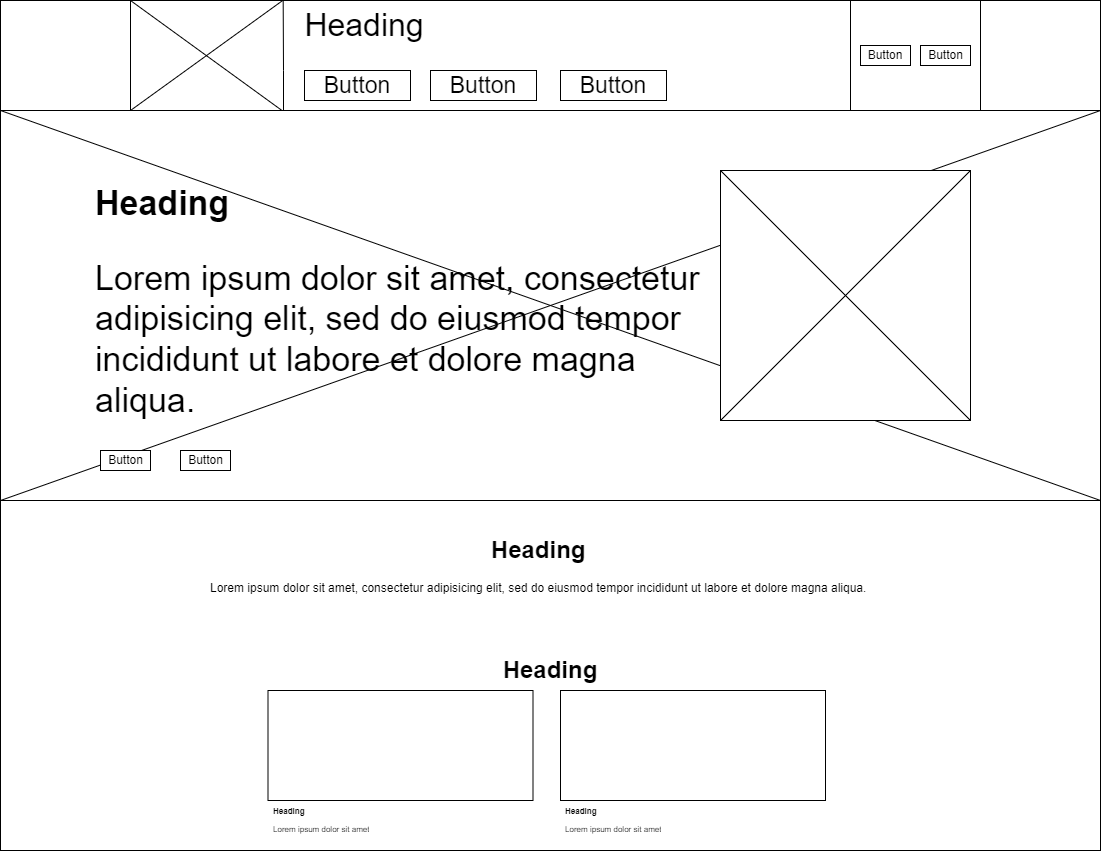 Heading
Button Button Button
Button Button
Heading
Lorem ipsum dolor sit amet, consectetur
adipisicing elit, sed do eiusmod tempor
incididunt ut labore et dolore magna
aliqua.
Button Button
Heading
Lorem ipsum dolor sit amet, consectetur adipisicing elit, sed do eiusmod tempor incididunt ut labore et dolore magna aliqua.
Heading
Heading
Lorem ipsum dolor sit amet
Heading
Lorem ipsum dolor sit amet